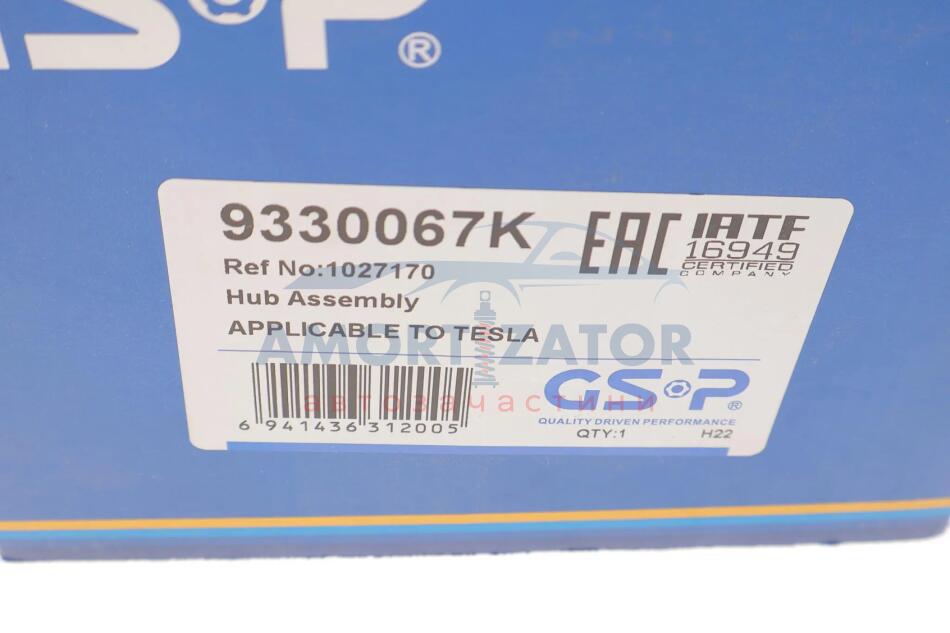 GSP®
9330067K
EAC
IATF
16949
CERTIFIED
COMPANY
Ref No:1027170
Hub Assembly
APPLICABLE TO TESLA
AMORTIZATOR
автозапчастини
6 941436 312005
GSP®
QUALITY DRIVEN PERFORMANCE
QTY:1 H22